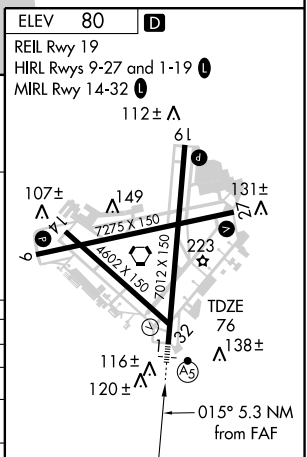 ELEV 80 D
REIL Rwy 19
HIRL Rwys 9-27 and 1-19 L
MIRL Rwy 14-32 L
112±
19
P
107±
149
131±
14
P
27
V
7275 X 150
9
4602 X 150
7012 X 150
223
V
32
TDZE
76
1
116±
138±
A5
120±
015° 5.3 NM
from FAF